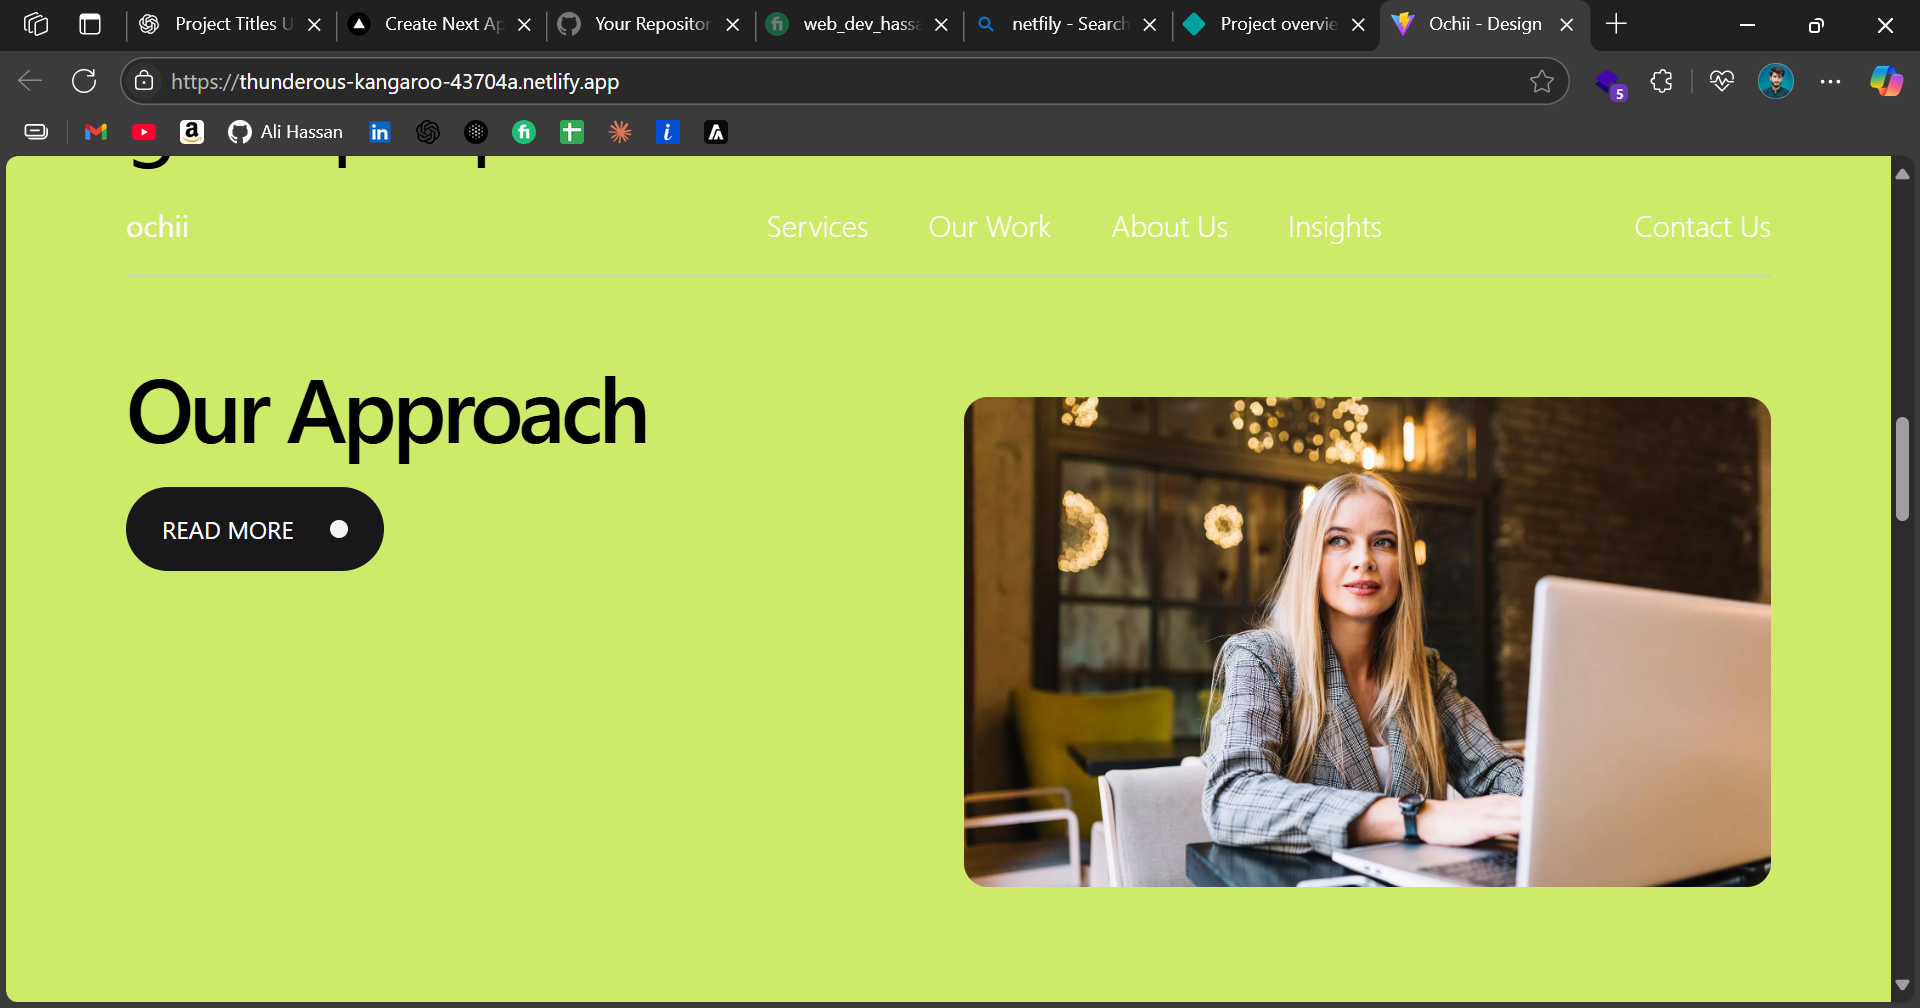 Project Titles U
Create Next Ap
Your Repositor
web_dev_hassa
netfily - Search
Project overvie
Ochii - Design
https://thunderous-kangaroo-43704a.netlify.app
5
Ali Hassan
ochii
Services
Our Work
About Us
Insights
Contact Us
Our Approach
READ MORE